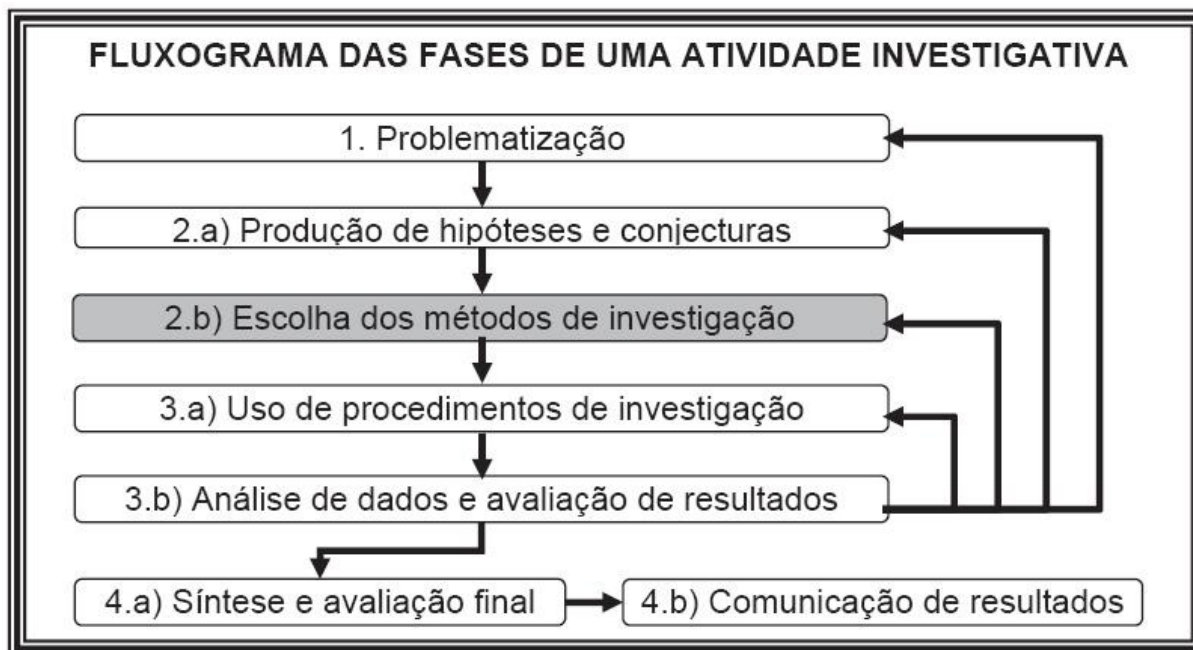 FLUXOGRAMA DAS FASES DE UMA ATIVIDADE INVESTIGATIVA
1. Problematização
2.a) Produção de hipóteses e conjecturas
2.b) Escolha dos métodos de investigação
3.a) Uso de procedimentos de investigação
3.b) Análise de dados e avaliação de resultados
4.a) Síntese e avaliação final
4.b) Comunicação de resultados